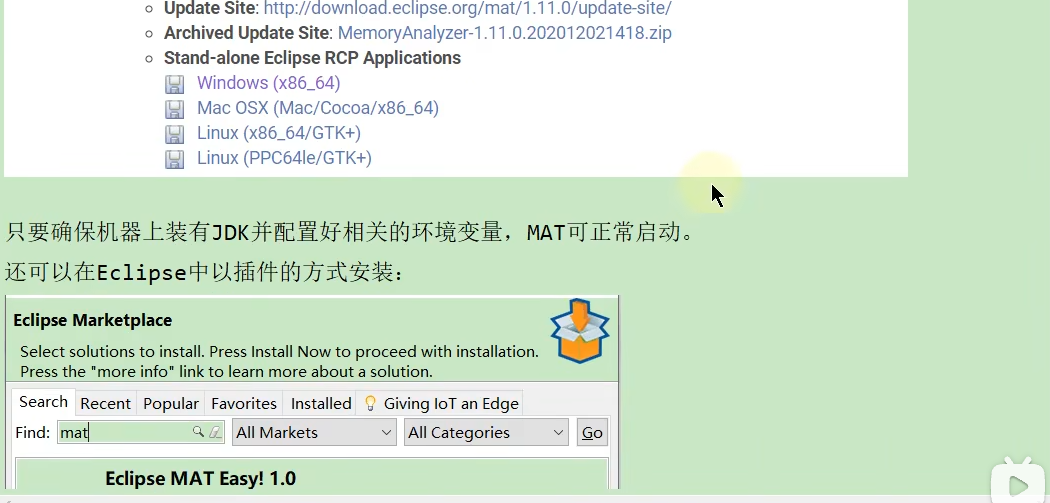 Update Site: http://download.eclipse.org/mat/1.11.0/update-site/
Archived Update Site: MemoryAnalyzer-1.11.0.202012021418.zip
Stand-alone Eclipse RCP Applications
Windows (x86_64)
Mac OSX (Mac/Cocoa/x86_64)
Linux (x86_64/GTK+)
Linux (PPC64le/GTK+)
只要确保机器上装有JDK并配置好相关的环境变量，MAT可正常启动。
还可以在Eclipse中以插件的方式安装：
Eclipse Marketplace
Select solutions to install. Press Install Now to proceed with installation.
Press the "more info" link to learn more about a solution.
Search Recent Popular Favorites Installed Giving IoT an Edge
Find: mat All Markets All Categories Go
Eclipse MAT Easy! 1.0